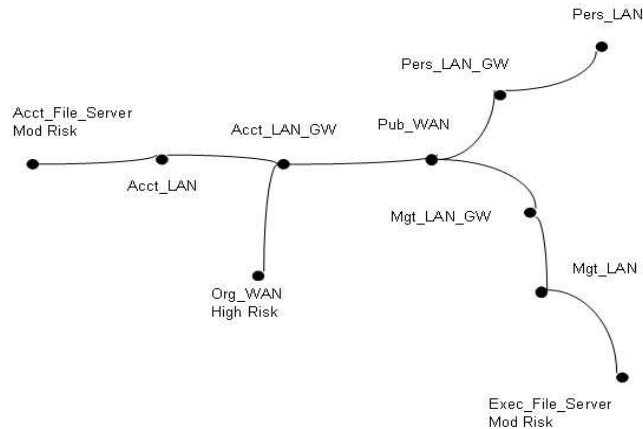 Pers_LAN
Pers_LAN_GW
Acct_File_Server
Mod Risk
Acct_LAN_GW
Pub_WAN
Acct_LAN
Mgt_LAN_GW
Mgt_LAN
Org_WAN
High Risk
Exec_File_Server
Mod Risk